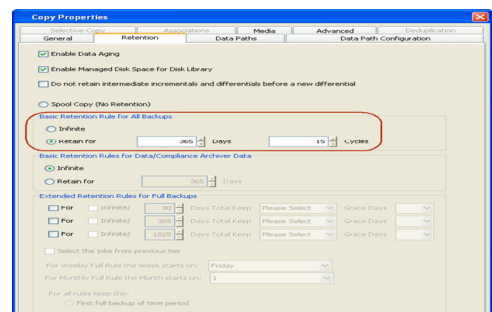 Copy Properties
Selective Copy Associations Media Advanced Deduplication
General Retention Data Paths Data Path Configuration
Enable Data Aging
Enable Managed Disk Space for Disk Library
Do not retain intermediate incrementals and differentials before a new differential
Spool Copy (No Retention)
Basic Retention Rule for All Backups
Infinite
Retain for 365 Days 15 Cycles
Basic Retention Rules for Data/Compliance Archiver Data
Infinite
Retain for 365 Days
Extended Retention Rules for Full Backups
For Infinite/ 90 Days Total Keep Please Select Grace Days
For Infinite/ 365 Days Total Keep Please Select Grace Days
For Infinite/ 1825 Days Total Keep Please Select Grace Days
Select the jobs from previous tier
For Weekly Full Rule the Week starts on: Friday
For Monthly Full Rule the Month starts on: 1
For all rules keep the:
First full backup of time period